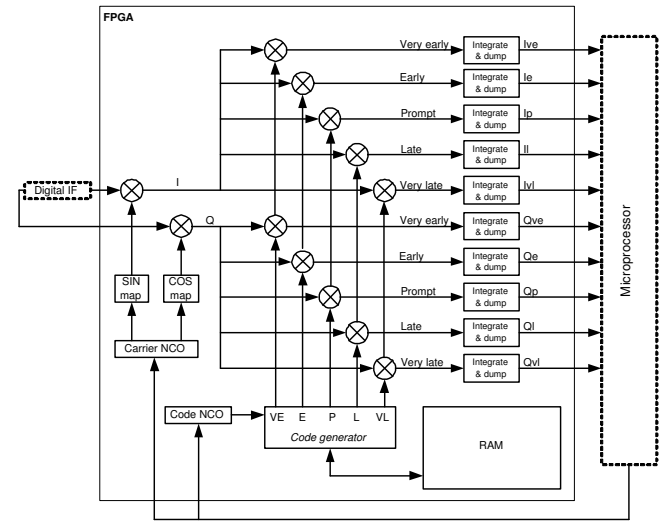 FPGA
Very early
Integrate
& dump
Ive
Early
Integrate
& dump
Ie
Prompt
Integrate
& dump
Ip
Late
Integrate
& dump
Il
Digital IF
I
Very late
Integrate
& dump
Ivl
Q
Very early
Integrate
& dump
Qve
Early
Integrate
& dump
Qe
SIN
map
COS
map
Prompt
Integrate
& dump
Qp
Late
Integrate
& dump
Ql
Carrier NCO
Very late
Integrate
& dump
Qvl
Microprocessor
Code NCO
VE E P L VL
Code generator
RAM